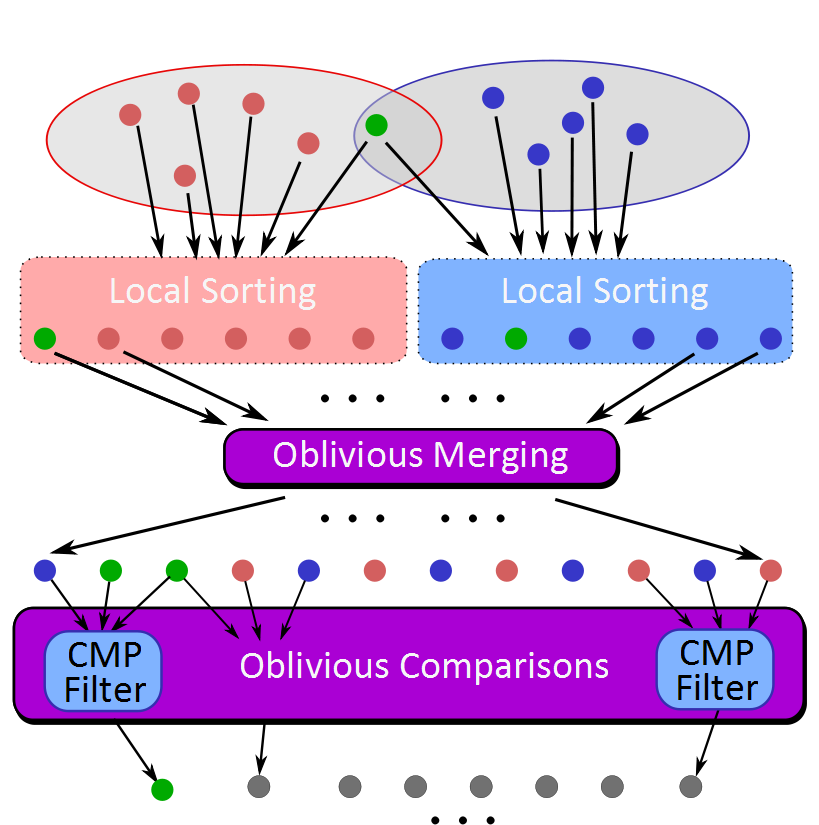 Local Sorting
Local Sorting
Oblivious Merging
Oblivious Comparisons
CMP
Filter
CMP
Filter